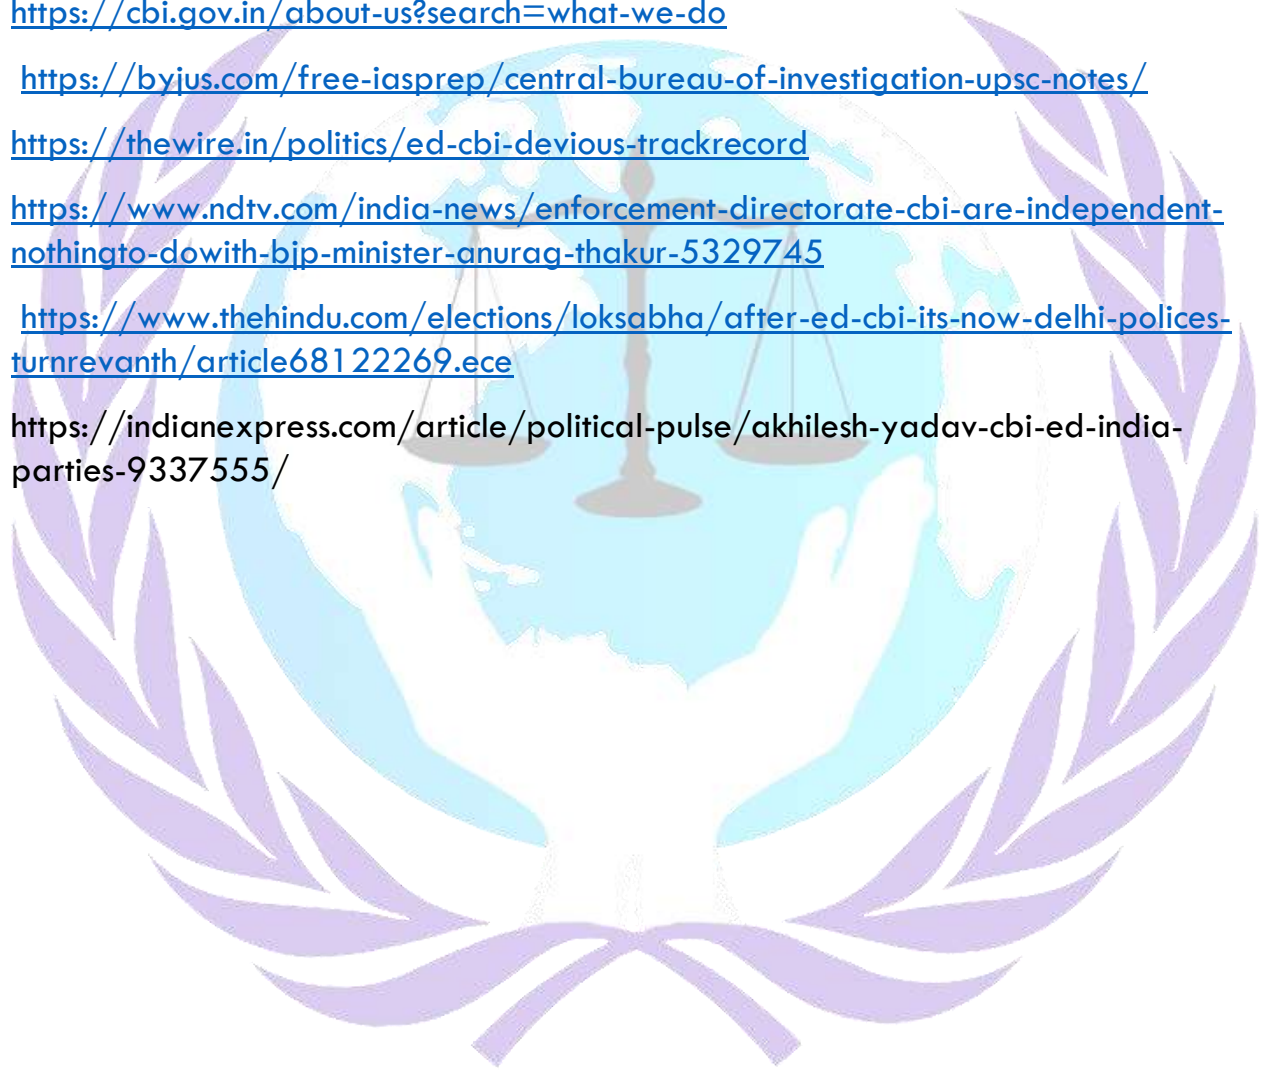 https://cbi.gov.in/about-us?search=what-we-do
https://byjus.com/free-iasprep/central-bureau-of-investigation-upsc-notes/
https://thewire.in/politics/ed-cbi-devious-trackrecord
https://www.ndtv.com/india-news/enforcement-directorate-cbi-are-independent-
nothingto-dowith-bjp-minister-anurag-thakur-5329745
https://www.thehindu.com/elections/loksabha/after-ed-cbi-its-now-delhi-polices-
turnrevanth/article68122269.ece
https://indianexpress.com/article/political-pulse/akhilesh-yadav-cbi-ed-india-
parties-9337555/